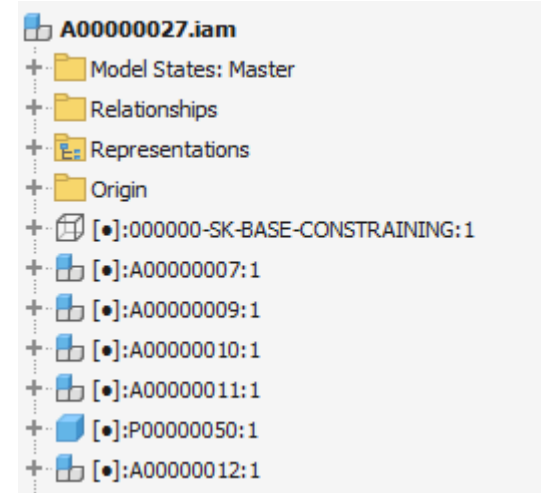 A00000027.iam
Model States: Master
Relationships
Representations
Origin
[●]:000000-SK-BASE-CONSTRAINING:1
[●]:A00000007:1
[●]:A00000009:1
[●]:A00000010:1
[●]:A00000011:1
[●]:P00000050:1
[●]:A00000012:1